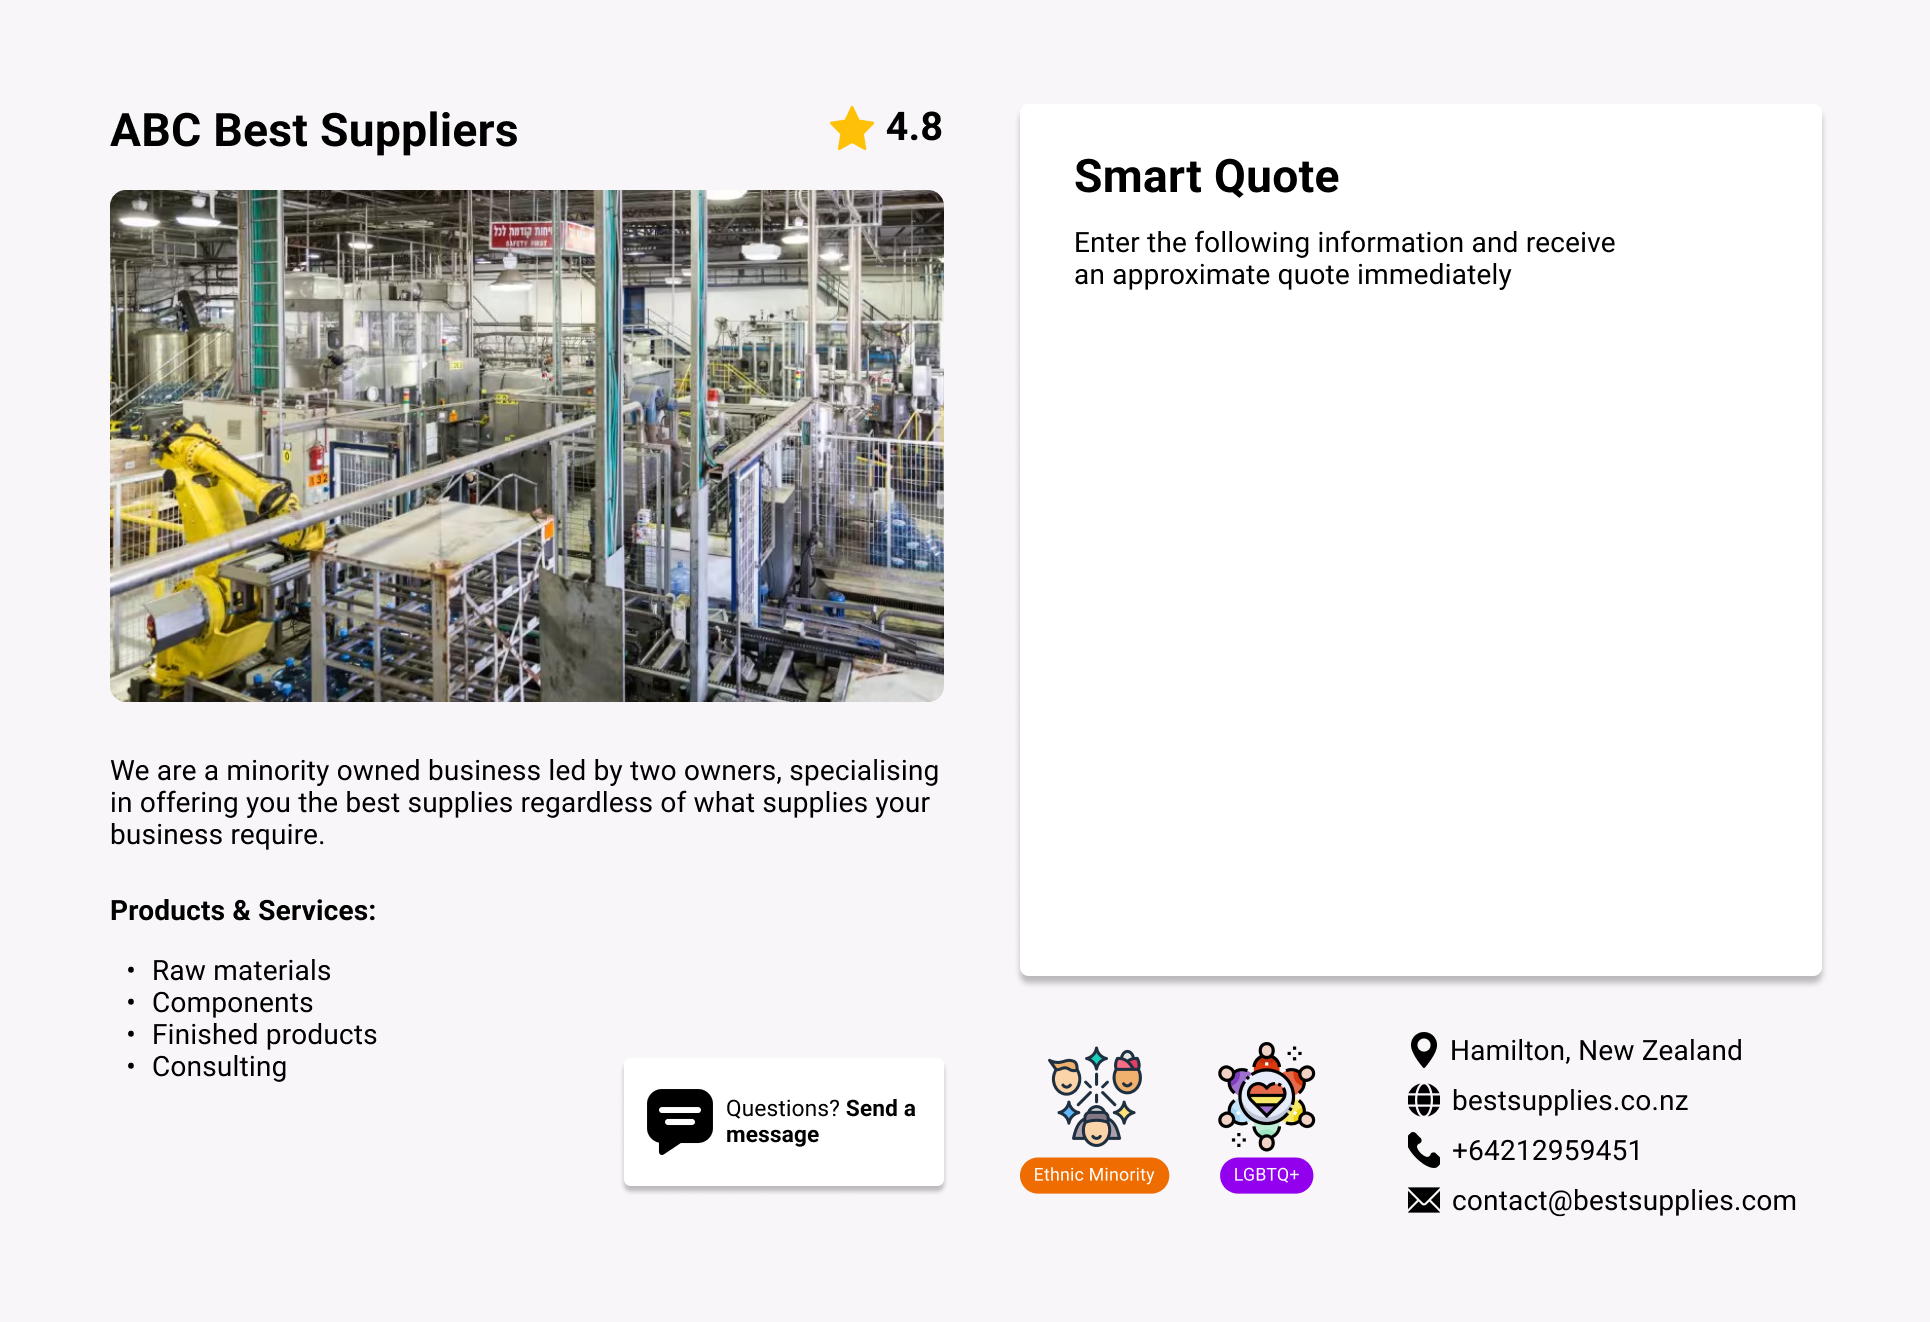 ABC Best Suppliers
4.8
SAFETY FIRST
We are a minority owned business led by two owners, specialising
in offering you the best supplies regardless of what supplies your
business require.
Products & Services:
• Raw materials
• Components
• Finished products
• Consulting
Questions? Send a
message
Smart Quote
Enter the following information and receive
an approximate quote immediately
Ethnic Minority
LGBTQ+
Hamilton, New Zealand
bestsupplies.co.nz
+64212959451
contact@bestsupplies.com